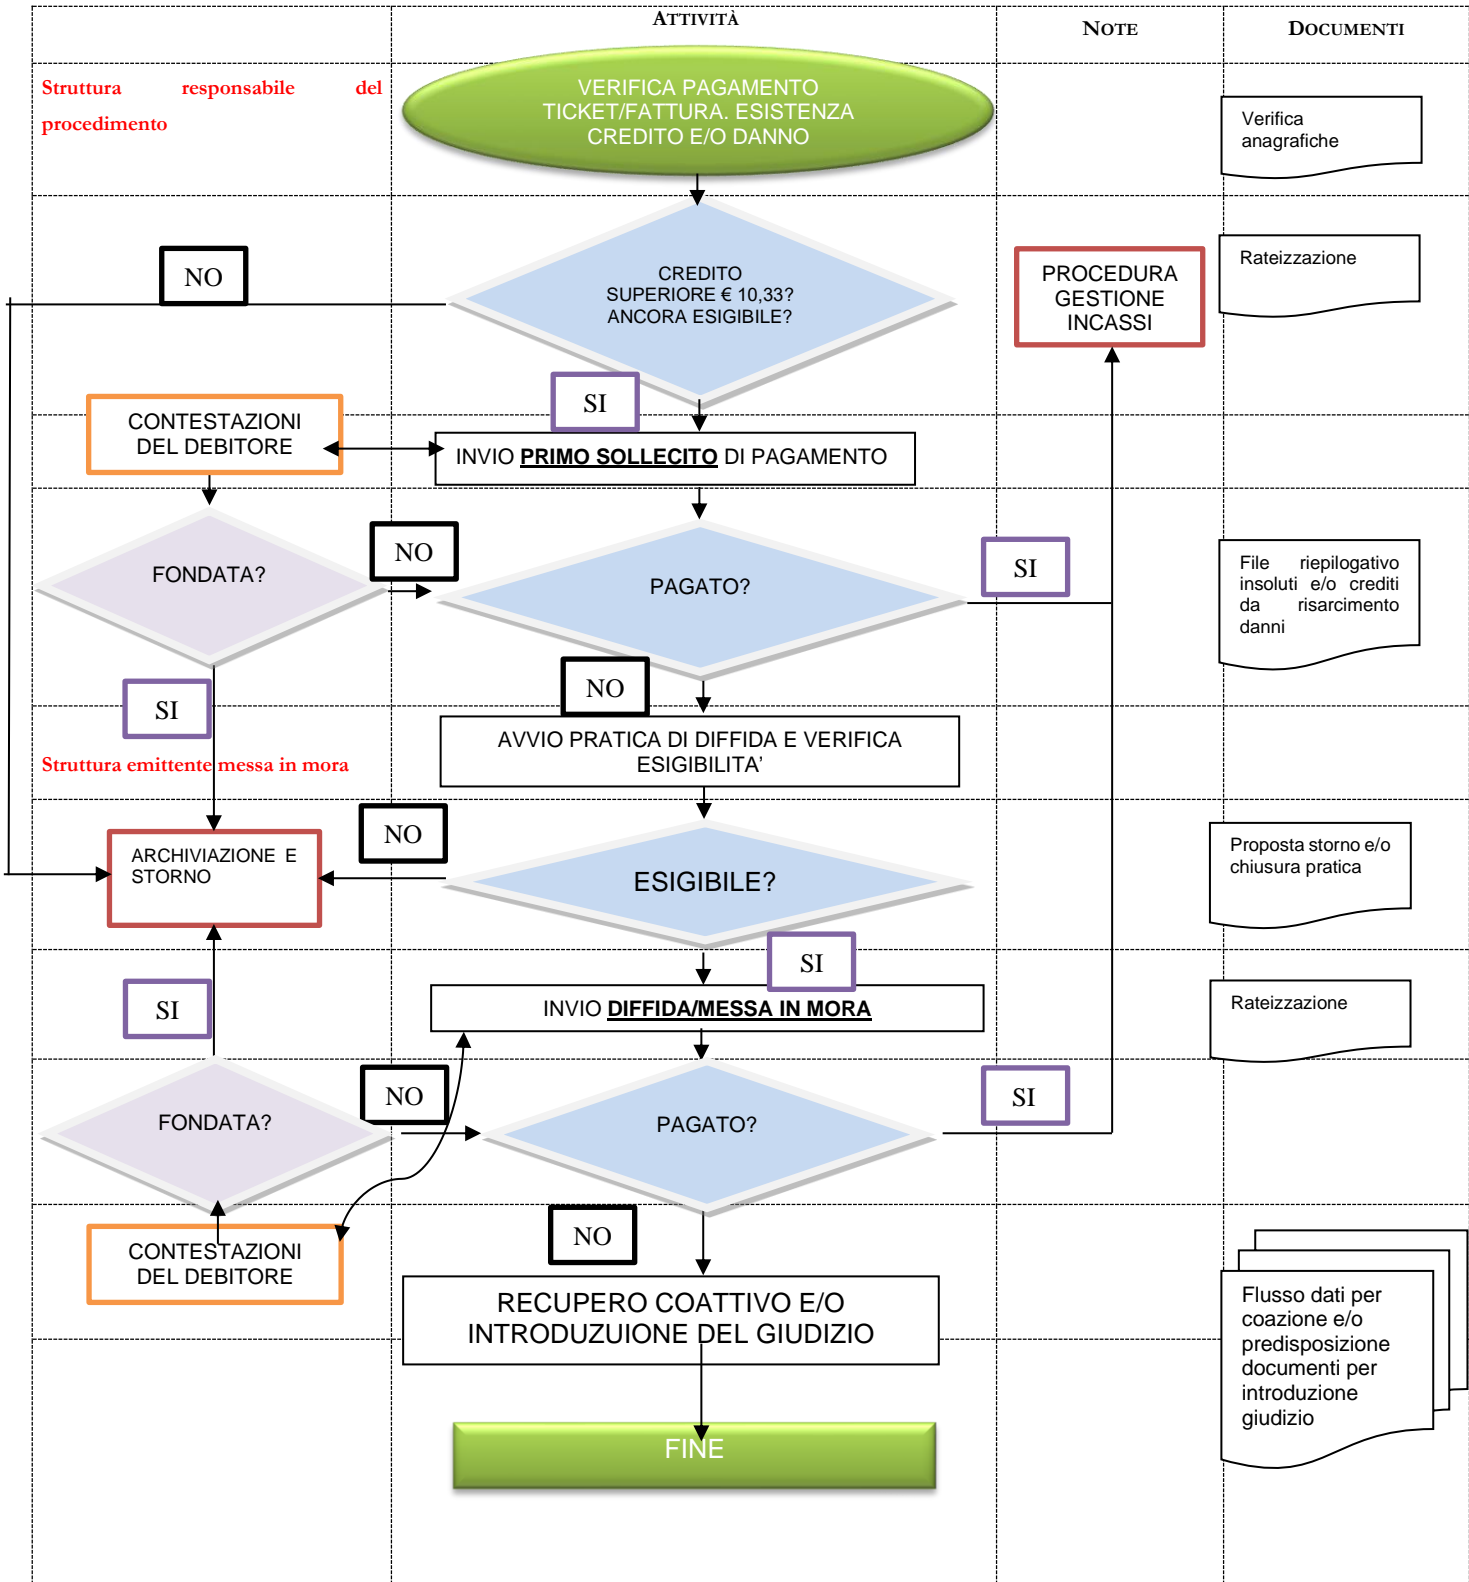 ATTIVITÀ
NOTE
DOCUMENTI
Struttura responsabile del
procedimento
VERIFICA PAGAMENTO
TICKET/FATTURA. ESISTENZA
CREDITO E/O DANNO
Verifica
anagrafiche
NO
CREDITO
SUPERIORE € 10,33?
ANCORA ESIGIBILE?
PROCEDURA
GESTIONE
INCASSI
Rateizzazione
SI
CONTESTAZIONI
DEL DEBITORE
INVIO PRIMO SOLLECITO DI PAGAMENTO
FONDATA?
NO
PAGATO?
SI
File riepilogativo
insoluti e/o crediti
da risarcimento
danni
SI
NO
AVVIO PRATICA DI DIFFIDA E VERIFICA
ESIGIBILITA’
Struttura emittente messa in mora
NO
ARCHIVIAZIONE E
STORNO
ESIGIBILE?
Proposta storno e/o
chiusura pratica
SI
SI
INVIO DIFFIDA/MESSA IN MORA
Rateizzazione
FONDATA?
NO
PAGATO?
SI
NO
CONTESTAZIONI
DEL DEBITORE
RECUPERO COATTIVO E/O
INTRODUZUIONE DEL GIUDIZIO
Flusso dati per
coazione e/o
predisposizione
documenti per
introduzione
giudizio
FINE